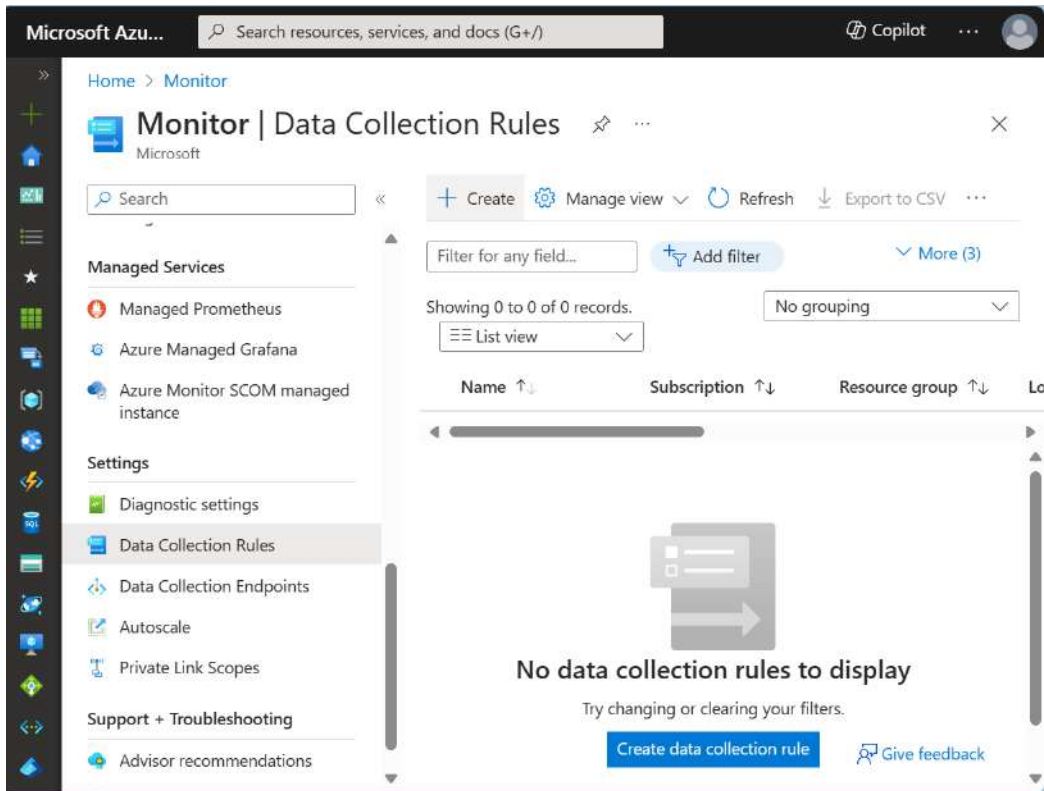 Microsoft Azu...
Search resources, services, and docs (G+/)
Copilot
Home > Monitor
Monitor | Data Collection Rules
Microsoft
Search
Create
Manage view
Refresh
Export to CSV
Filter for any field...
Add filter
More (3)
Showing 0 to 0 of 0 records.
No grouping
List view
Name
Subscription
Resource group
Lo
Managed Services
Managed Prometheus
Azure Managed Grafana
Azure Monitor SCOM managed
instance
Settings
Diagnostic settings
Data Collection Rules
Data Collection Endpoints
Autoscale
Private Link Scopes
Support + Troubleshooting
Advisor recommendations
No data collection rules to display
Try changing or clearing your filters.
Create data collection rule
Give feedback
SQL